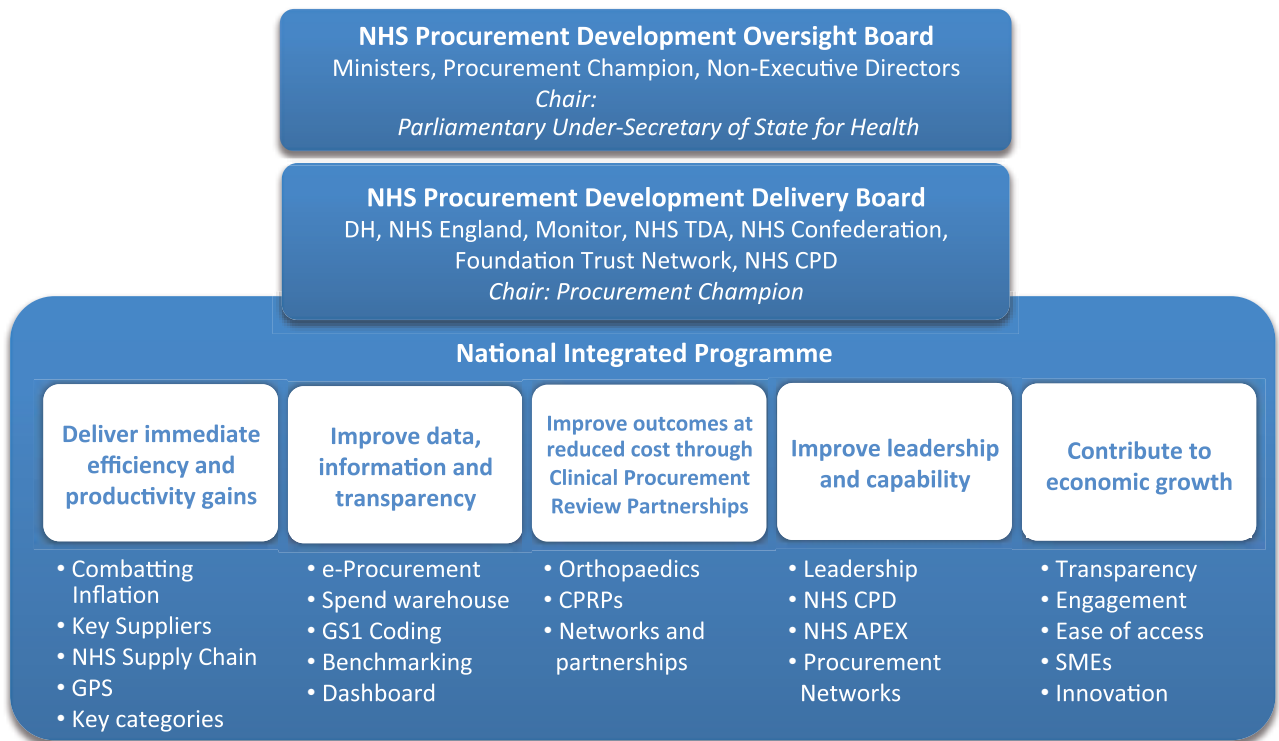 NHS Procurement Development Oversight Board
Ministers, Procurement Champion, Non-Executive Directors
Chair:
Parliamentary Under-Secretary of State for Health
NHS Procurement Development Delivery Board
DH, NHS England, Monitor, NHS TDA, NHS Confederation,
Foundation Trust Network, NHS CPD
Chair: Procurement Champion
National Integrated Programme
Deliver immediate
efficiency and
productivity gains
• Combatting
Inflation
• Key Suppliers
• NHS Supply Chain
• GPS
• Key categories
Improve data,
information and
transparency
• e-Procurement
• Spend warehouse
• GS1 Coding
• Benchmarking
• Dashboard
Improve outcomes at
reduced cost through
Clinical Procurement
Review Partnerships
• Orthopaedics
• CPRPs
• Networks and
partnerships
Improve leadership
and capability
• Leadership
• NHS CPD
• NHS APEX
• Procurement
Networks
Contribute to
economic growth
• Transparency
• Engagement
• Ease of access
• SMEs
• Innovation